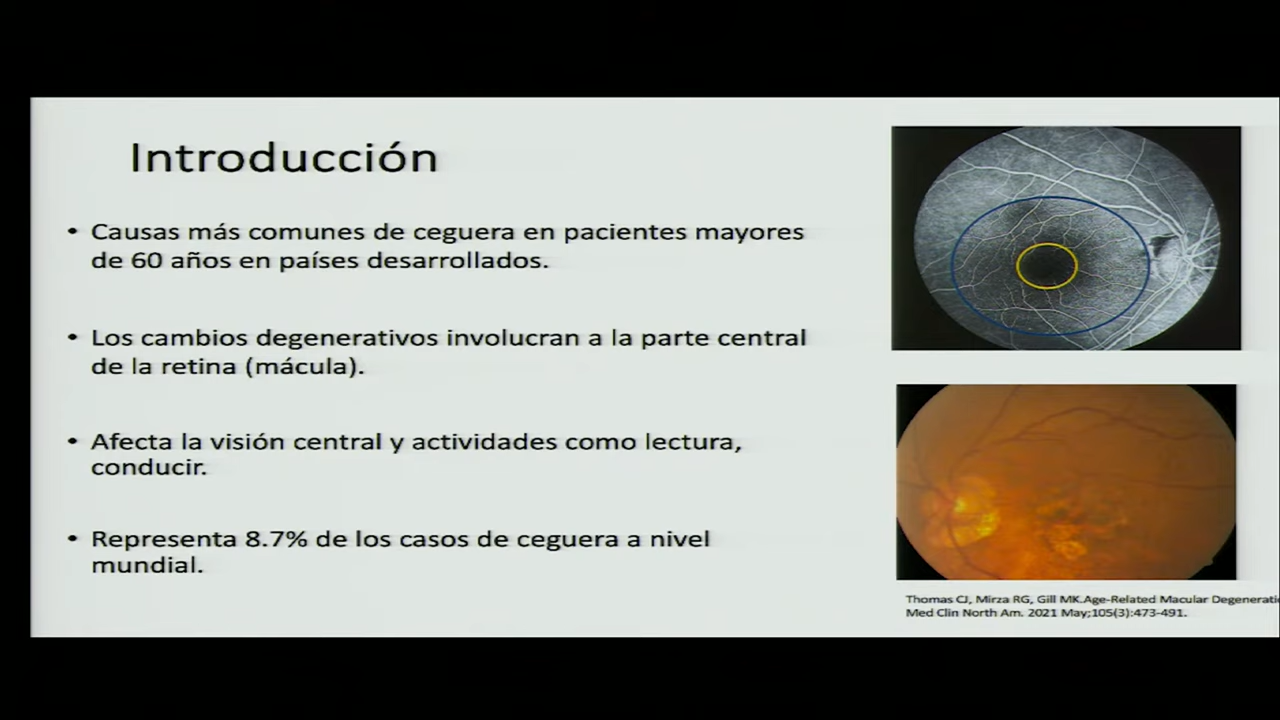 Introducción
• Causas más comunes de ceguera en pacientes mayores
de 60 años en países desarrollados.
• Los cambios degenerativos involucran a la parte central
de la retina (mácula).
• Afecta la visión central y actividades como lectura,
conducir.
• Representa 8.7% de los casos de ceguera a nivel
mundial.
Thomas CJ, Mirza RG, Gill MK.Age-Related Macular
Med Clin North Am. 2021 May;105(3):473-491.